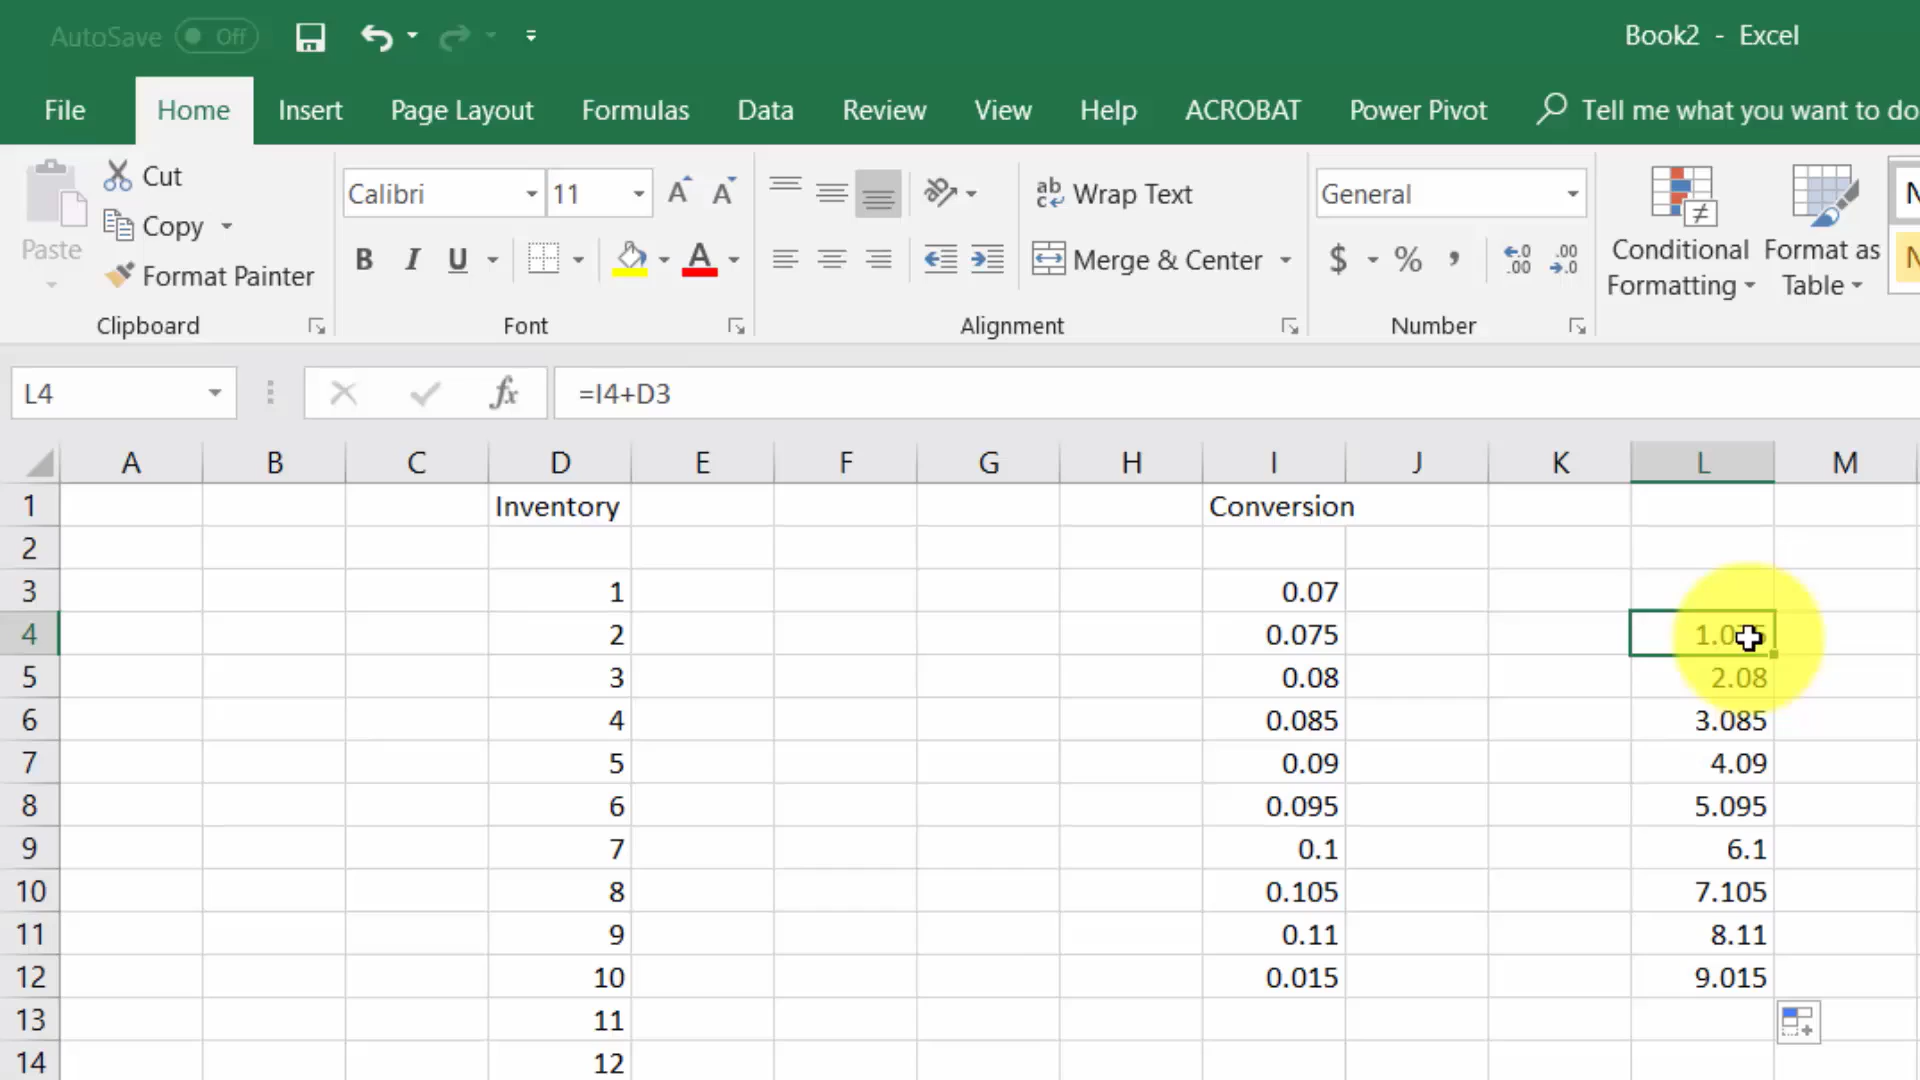 AutoSave Off Book2 - Excel
File Home Insert Page Layout Formulas Data Review View Help ACROBAT Power Pivot Tell me what you want to do
Paste
Cut
Copy
Format Painter
Clipboard
Calibri 11 A A
B I U A
Font
ab Wrap Text
Merge & Center
Alignment
General
$ % , .00 .00
Number
Conditional Formatting
Format as Table
L4 fx =I4+D3
A B C D E F G H I J K L M
1 Inventory Conversion
2
3 1 0.07
4 2 0.075
5 3 0.08 2.08
6 4 0.085 3.085
7 5 0.09 4.09
8 6 0.095 5.095
9 7 0.1 6.1
10 8 0.105 7.105
11 9 0.11 8.11
12 10 0.015 9.015
13 11
14 12